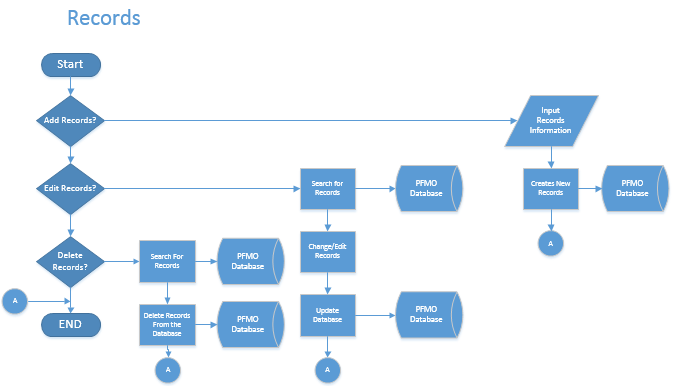 Records
Start
Add Records?
Input
Records
Information
Edit Records?
Search for
Records
PFMO
Database
Creates New
Records
PFMO
Database
A
Delete
Records?
Search For
Records
PFMO
Database
Change/Edit
Records
A
END
Delete Records
From the
Database
PFMO
Database
Update
Database
PFMO
Database
A
A